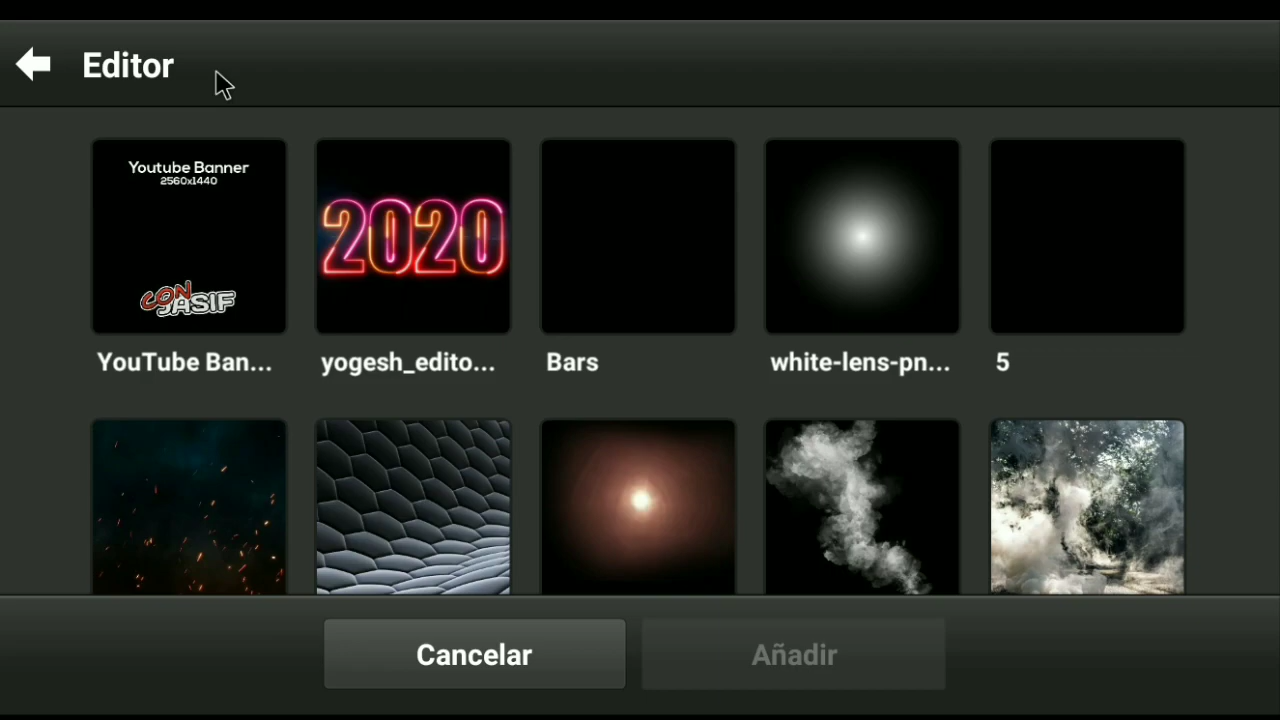 Editor
Youtube Banner
2560x1440
CON
JASIF
2020
YouTube Ban...
yogesh_edito...
Bars
white-lens-pn...
5
Cancelar
Añadir